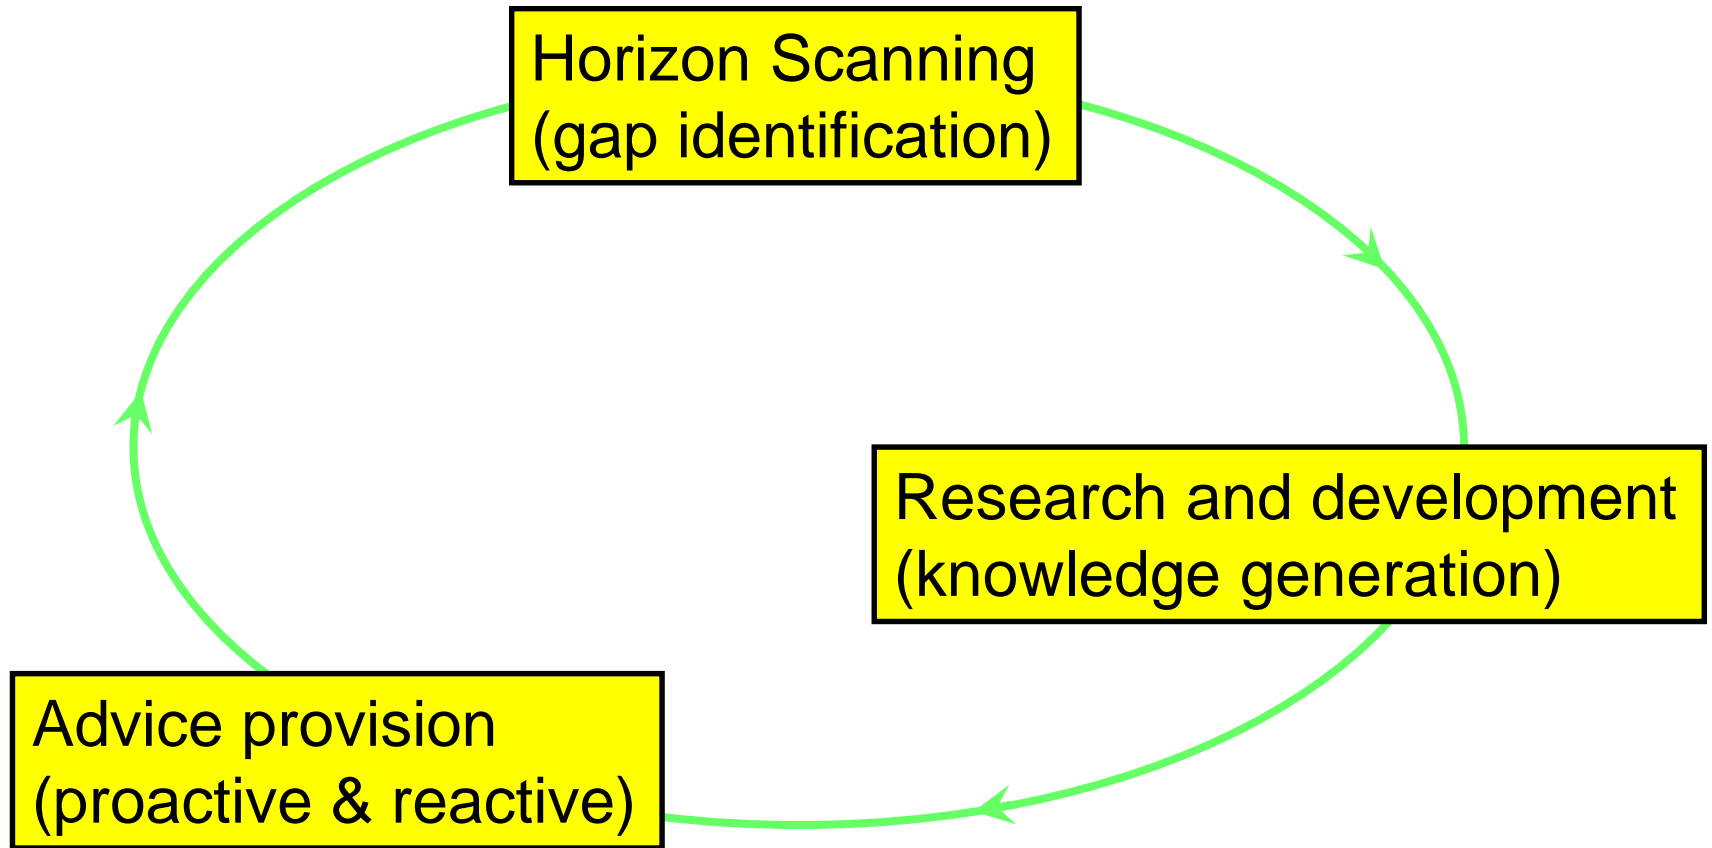 Horizon Scanning
(gap identification)
Research and development
(knowledge generation)
Advice provision
(proactive & reactive)